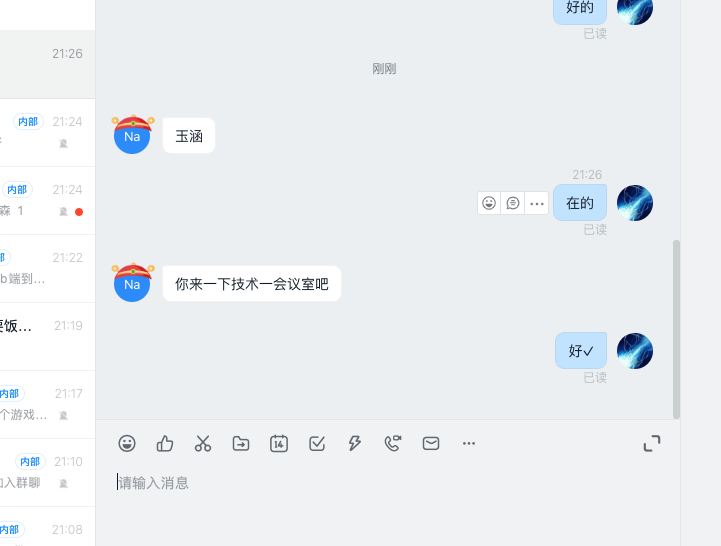 21:26
内部
21:24
内部
21:24
森 1
21:22
b端到...
饭...
21:19
内部
21:17
个游戏...
内部
21:10
加入群聊
内部
21:08
好的
已读
刚刚
Na
玉涵
21:26
在的
已读
Na
你来一下技术一会议室吧
好✓
已读
14
请输入消息